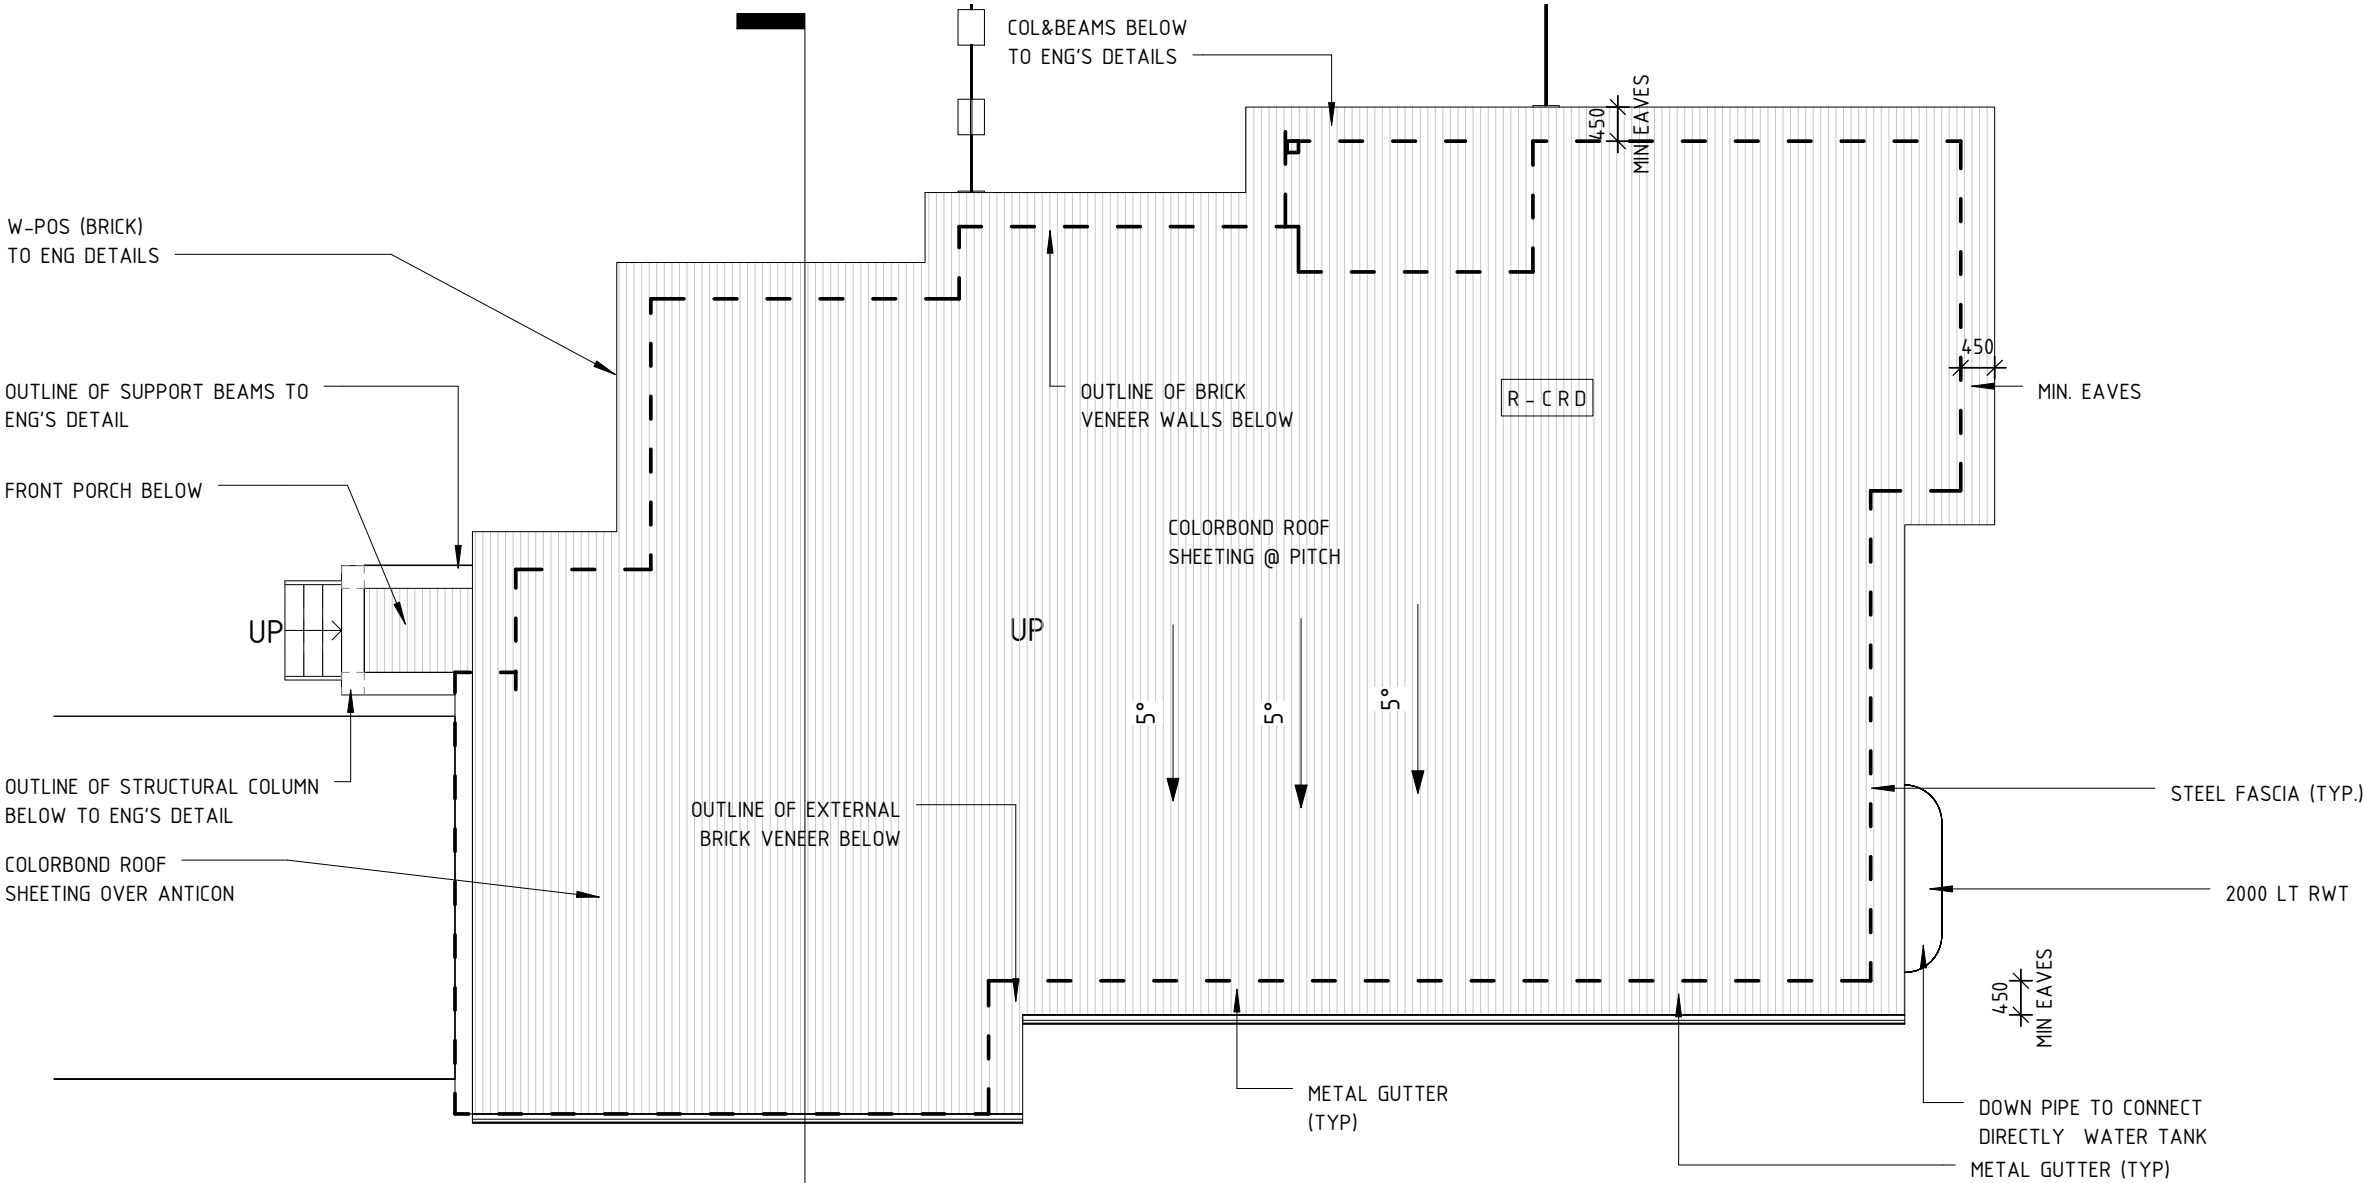 COL&BEAMS BELOW
TO ENG'S DETAILS
450
MIN EAVES
W-POS (BRICK)
TO ENG DETAILS
450
OUTLINE OF SUPPORT BEAMS TO
ENG'S DETAIL
OUTLINE OF BRICK
VENEER WALLS BELOW
R-CRD
MIN. EAVES
FRONT PORCH BELOW
COLORBOND ROOF
SHEETING @ PITCH
UP
UP
5°
5°
5°
OUTLINE OF STRUCTURAL COLUMN
BELOW TO ENG'S DETAIL
OUTLINE OF EXTERNAL
BRICK VENEER BELOW
STEEL FASCIA (TYP.)
COLORBOND ROOF
SHEETING OVER ANTICON
2000 LT RWT
450
MIN EAVES
METAL GUTTER
(TYP)
DOWN PIPE TO CONNECT
DIRECTLY WATER TANK
METAL GUTTER (TYP)